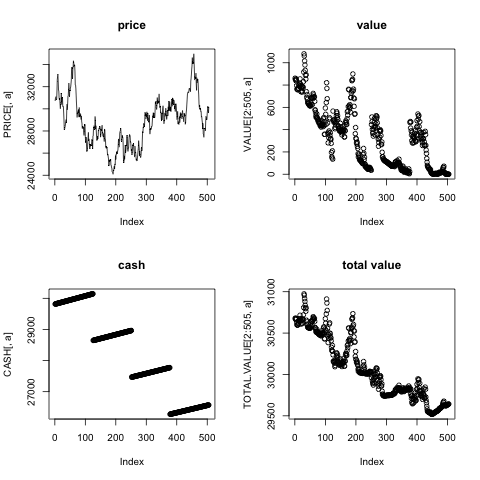 price
PRICE[, a]
24000 28000 32000
0 100 200 300 400 500
Index
value
VALUE[2:505, a]
0 200 600 1000
0 100 200 300 400 500
Index
cash
CASH[, a]
27000 29000
0 100 200 300 400 500
Index
total value
TOTAL.VALUE[2:505, a]
29500 30000 30500 31000
0 100 200 300 400 500
Index